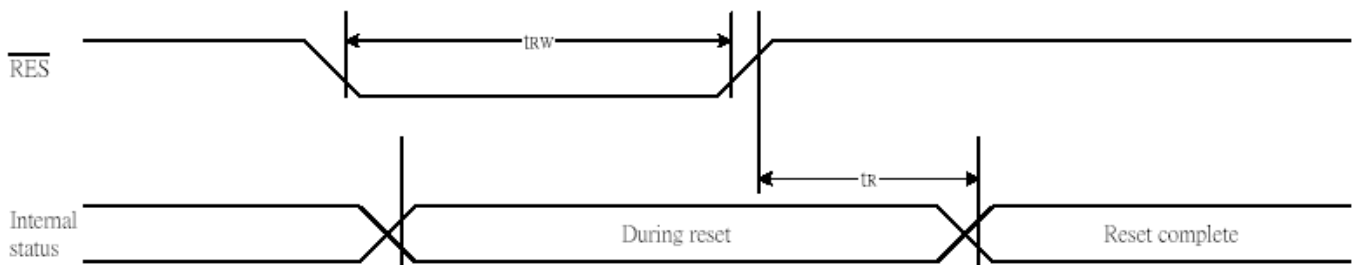 tRW
RES
tR
Internal
status
During reset
Reset complete